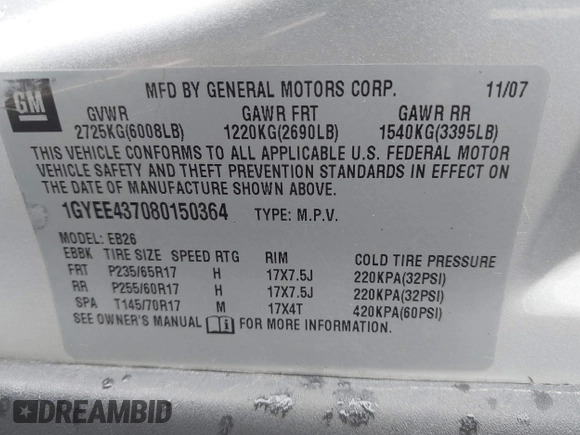 GM
MFD BY GENERAL MOTORS CORP. 11/07
GVWR GAWR FRT GAWR RR
2725KG(6008LB) 1220KG(2690LB) 1540KG(3395LB)
THIS VEHICLE CONFORMS TO ALL APPLICABLE U.S. FEDERAL MOTOR
VEHICLE SAFETY AND THEFT PREVENTION STANDARDS IN EFFECT ON
THE DATE OF MANUFACTURE SHOWN ABOVE.
1GYEE437080150364 TYPE: M.P.V.
MODEL: EB26
EBBK TIRE SIZE SPEED RTG RIM COLD TIRE PRESSURE
FRT P235/65R17 H 17X7.5J 220KPA(32PSI)
RR P255/60R17 H 17X7.5J 220KPA(32PSI)
SPA T145/70R17 M 17X4T 420KPA(60PSI)
SEE OWNER'S MANUAL FOR MORE INFORMATION.
DREAMBID